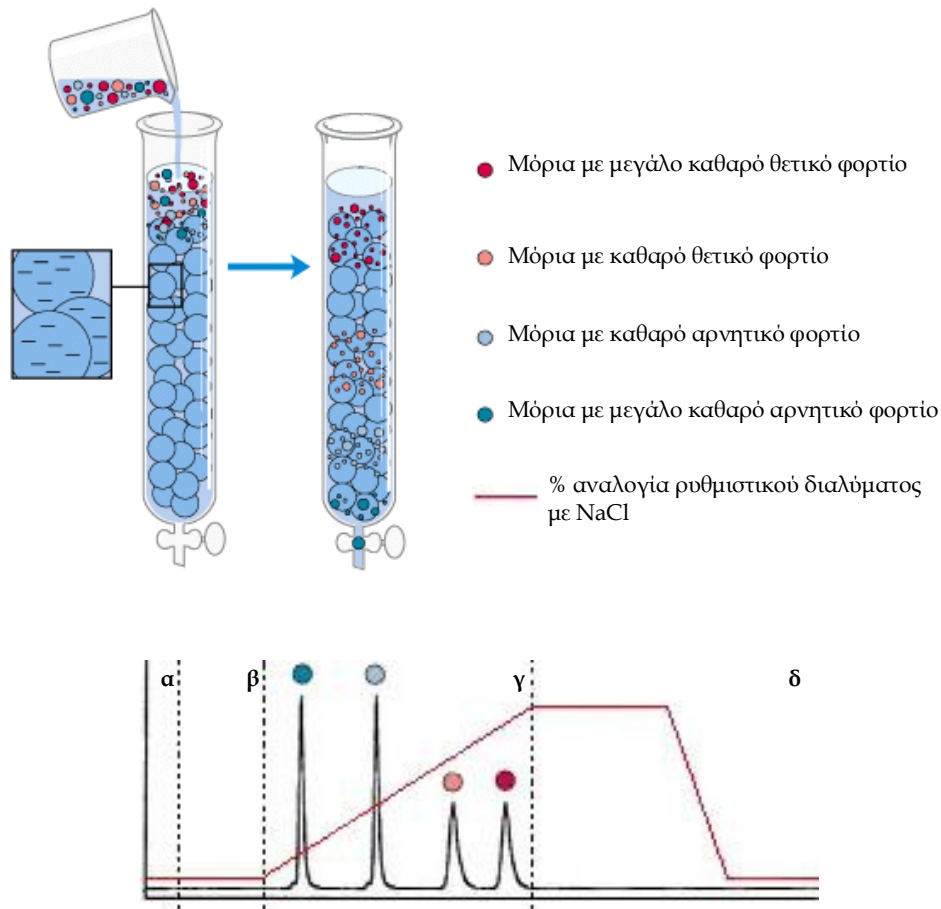 Μόρια με μεγάλο καθαρό θετικό φορτίο
Μόρια με καθαρό θετικό φορτίο
Μόρια με καθαρό αρνητικό φορτίο
Μόρια με μεγάλο καθαρό αρνητικό φορτίο
% αναλογία ρυθμιστικού διαλύματος
με NaCl
α β γ δ